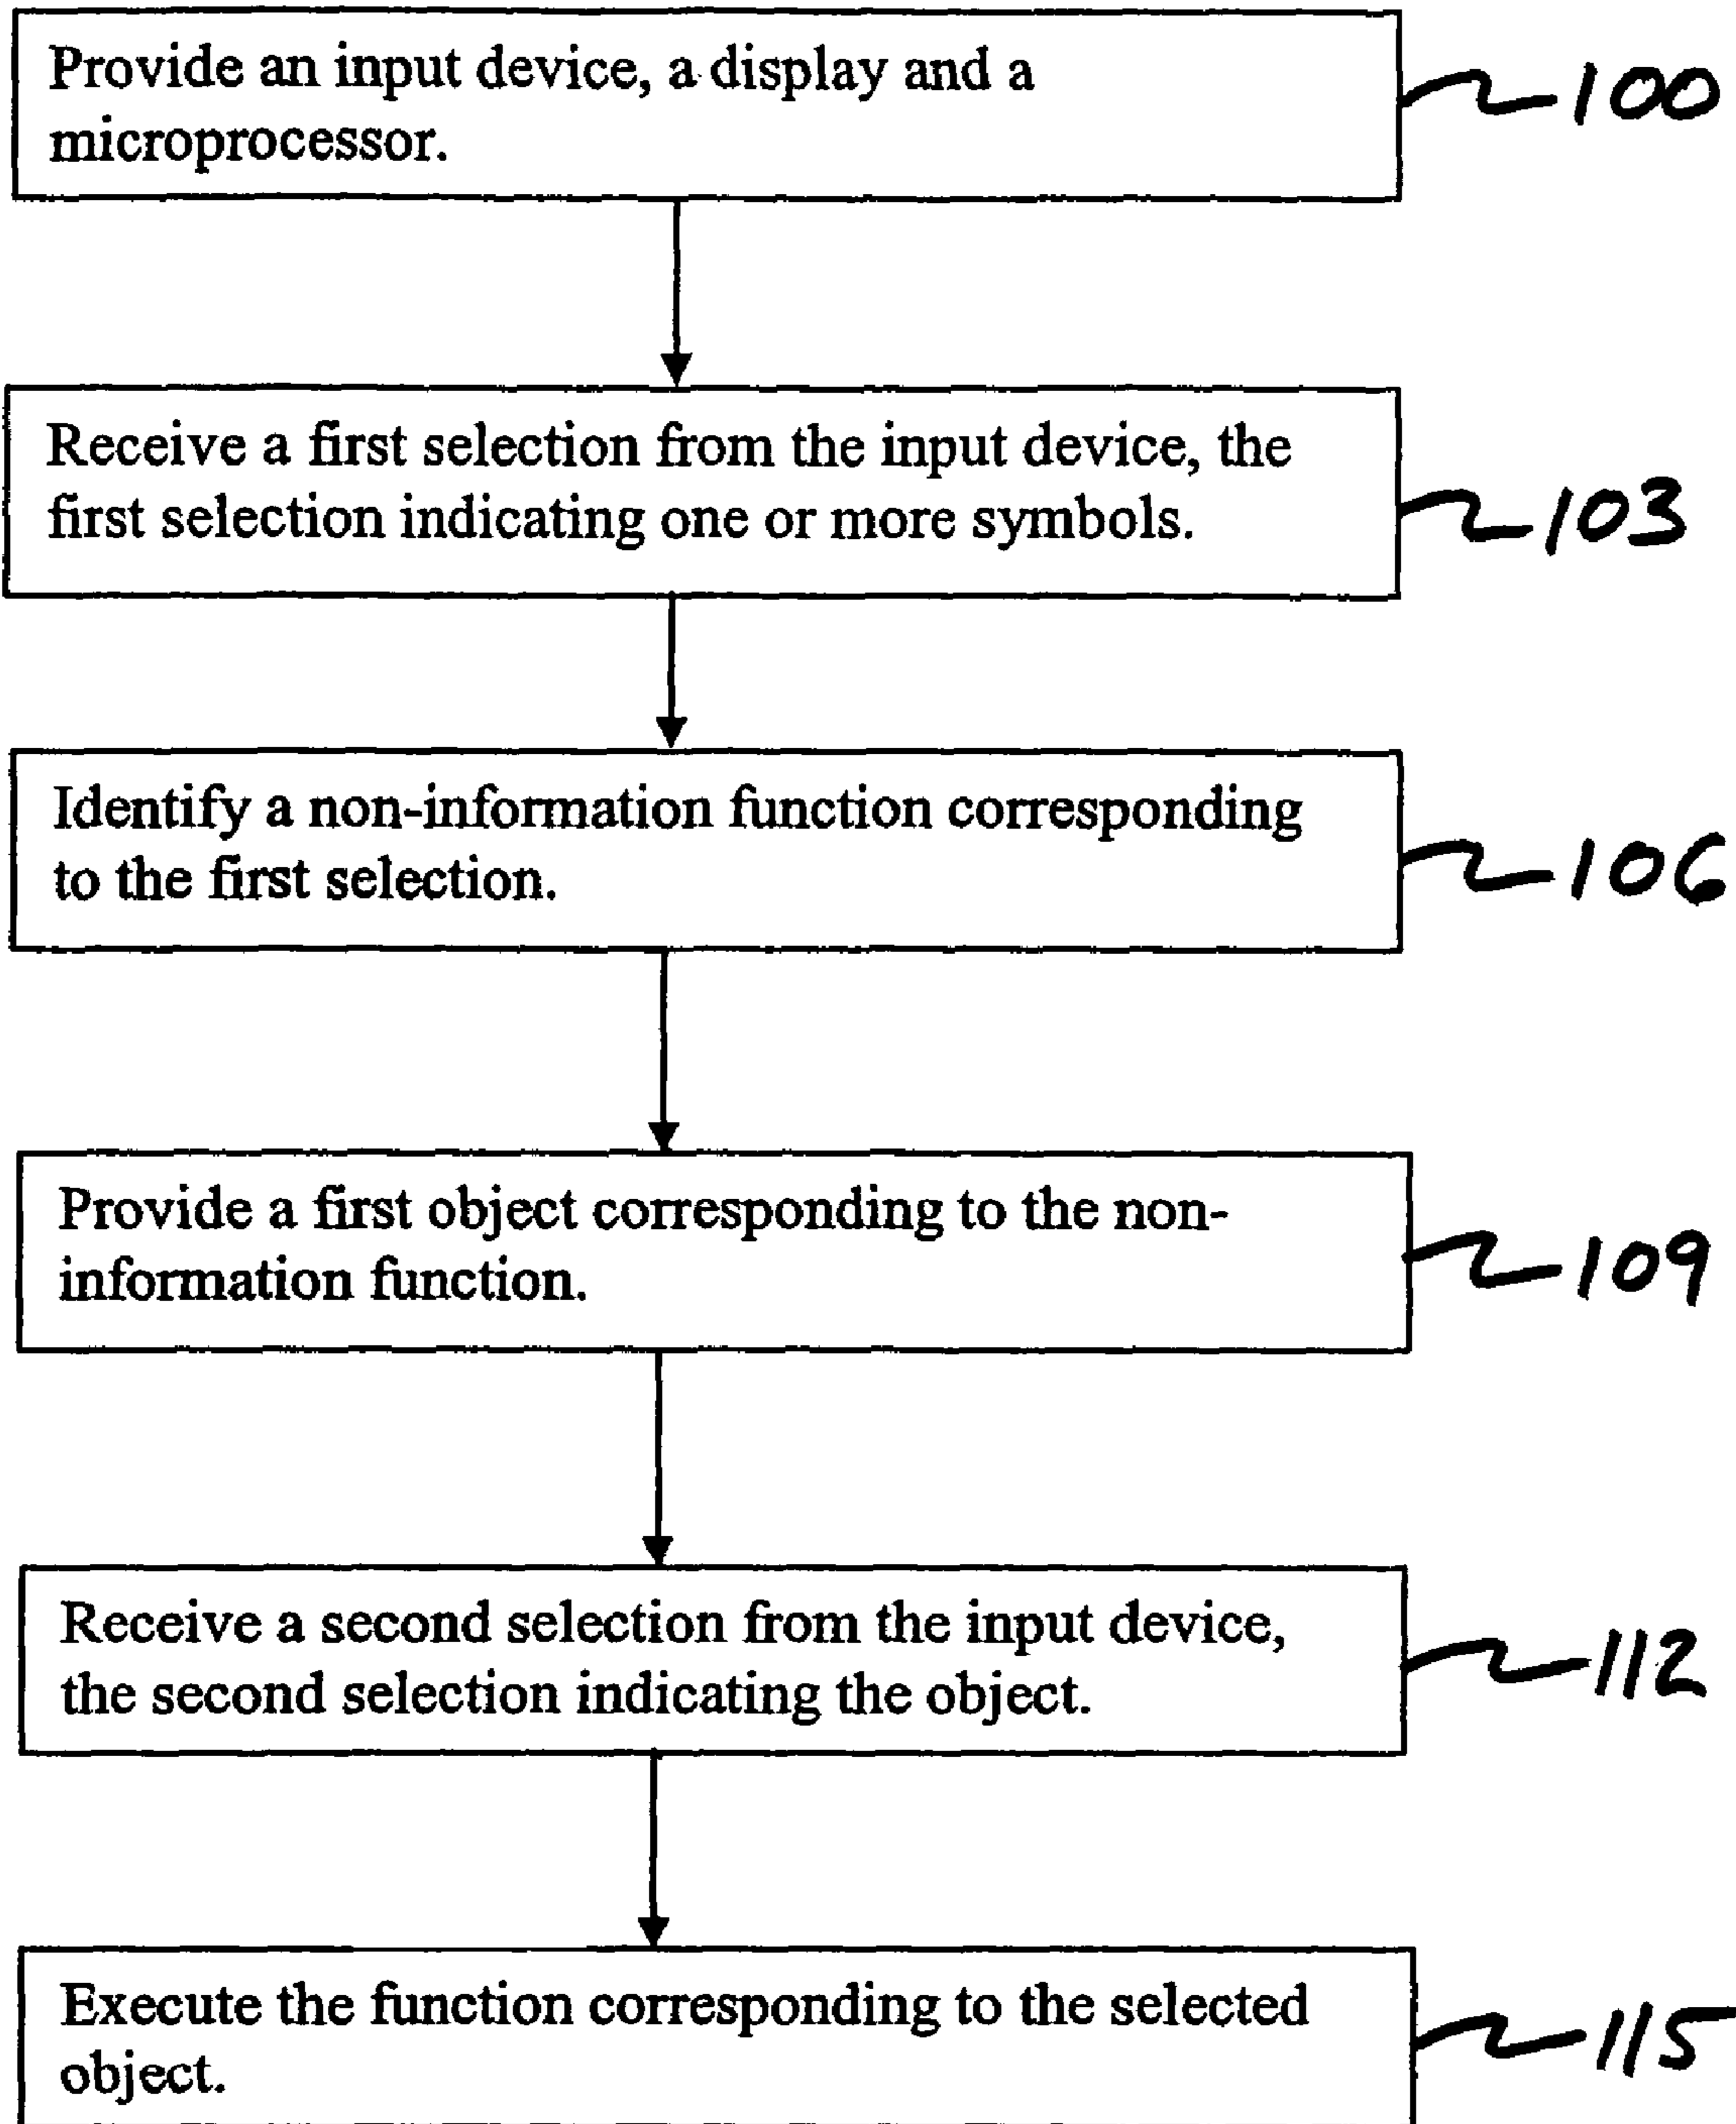 Provide an input device, a display and a
microprocessor.
100
Receive a first selection from the input device, the
first selection indicating one or more symbols.
103
Identify a non-information function corresponding
to the first selection.
106
Provide a first object corresponding to the non-
information function.
109
Receive a second selection from the input device,
the second selection indicating the object.
112
Execute the function corresponding to the selected
object.
115